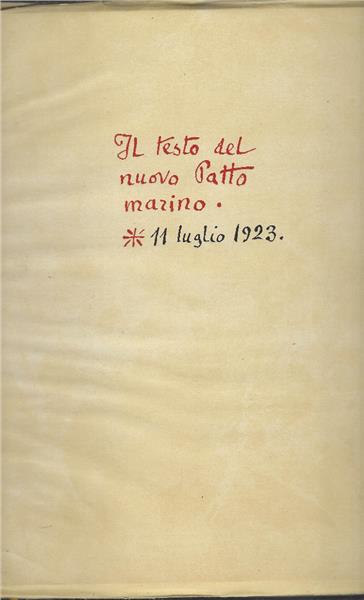 Il testo del
nuovo Patto
marino.
* 11 luglio 1923.